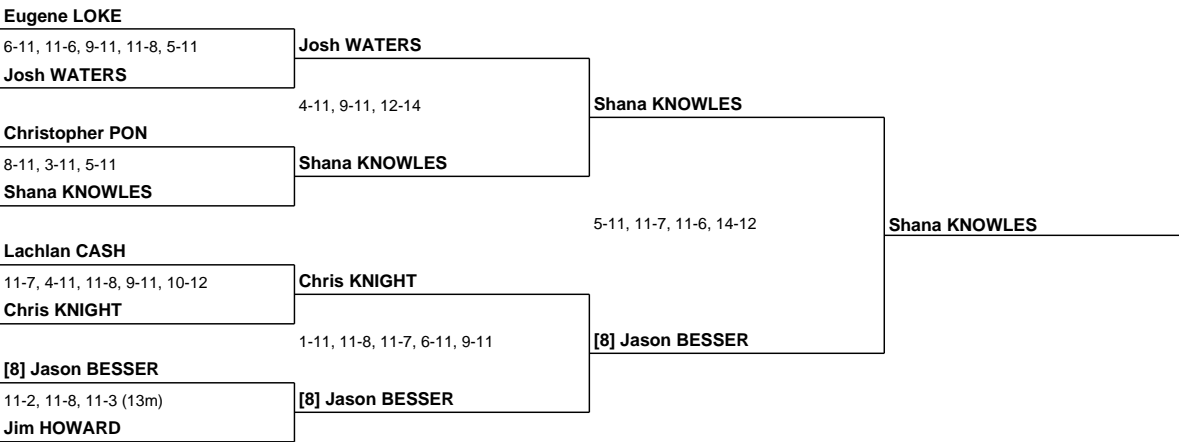 Eugene LOKE
6-11, 11-6, 9-11, 11-8, 5-11
Josh WATERS
Christopher PON
8-11, 3-11, 5-11
Shana KNOWLES
Lachlan CASH
11-7, 4-11, 11-8, 9-11, 10-12
Chris KNIGHT
[8] Jason BESSER
11-2, 11-8, 11-3 (13m)
Jim HOWARD
Josh WATERS
4-11, 9-11, 12-14
Shana KNOWLES
Chris KNIGHT
1-11, 11-8, 11-7, 6-11, 9-11
[8] Jason BESSER
Shana KNOWLES
5-11, 11-7, 11-6, 14-12
[8] Jason BESSER
Shana KNOWLES